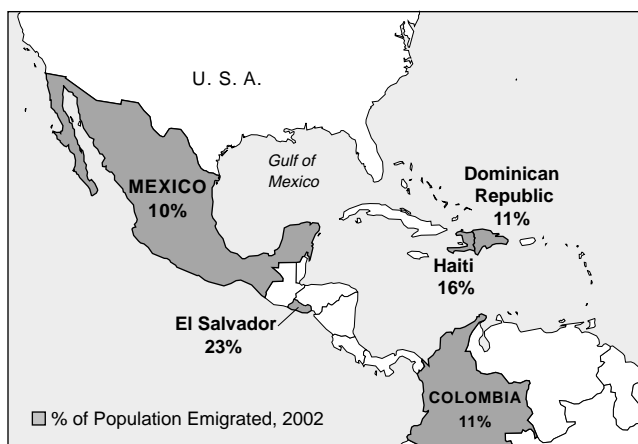 U. S. A.
Gulf of
Mexico
MEXICO
10%
Dominican
Republic
11%
Haiti
16%
El Salvador
23%
COLOMBIA
11%
% of Population Emigrated, 2002